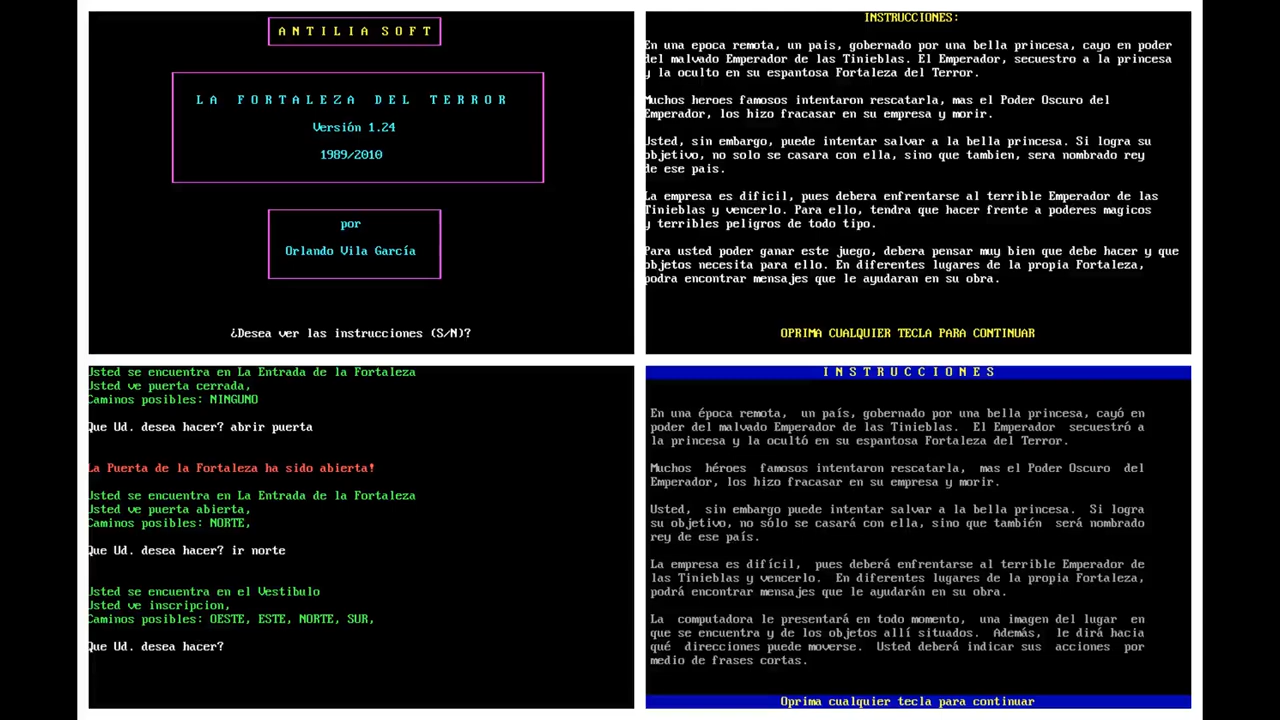 ANTILIA SOFT
LA FORTALEZA DEL TERROR
Versión 1.24
1989/2010
por
Orlando Vila García
¿Desea ver las instrucciones (S/N)?
INSTRUCCIONES:
En una epoca remota, un pais, gobernado por una bella princesa, cayo en poder
del malvado Emperador de las Tinieblas. El Emperador, secuestro a la princesa
y la oculto en su espantosa Fortaleza del Terror.
Muchos heroes famosos intentaron rescatarla, mas el Poder Oscuro del
Emperador, los hizo fracasar en su empresa y morir.
Usted, sin embargo, puede intentar salvar a la bella princesa. Si logra su
objetivo, no solo se casara con ella, sino que tambien, sera nombrado rey
de ese pais.
La empresa es dificil, pues debera enfrentarse al terrible Emperador de las
Tinieblas y vencerlo. Para ello, tendra que hacer frente a poderes magicos
y terribles peligros de todo tipo.
Para usted poder ganar este juego, debera pensar muy bien que debe hacer y que
objetos necesita para ello. En diferentes lugares de la propia Fortaleza,
podra encontrar mensajes que le ayudaran en su obra.
OPRIMA CUALQUIER TECLA PARA CONTINUAR
Usted se encuentra en La Entrada de la Fortaleza
Usted ve puerta cerrada,
Caminos posibles: NINGUNO
Que Ud. desea hacer? abrir puerta
La Puerta de la Fortaleza ha sido abierta!
Usted se encuentra en La Entrada de la Fortaleza
Usted ve puerta abierta,
Caminos posibles: NORTE,
Que Ud. desea hacer? ir norte
Usted se encuentra en el Vestibulo
Usted ve inscripcion,
Caminos posibles: OESTE, ESTE, NORTE, SUR,
Que Ud. desea hacer?
INSTRUCCIONES
En una época remota, un país, gobernado por una bella princesa, cayó en
poder del malvado Emperador de las Tinieblas. El Emperador secuestró a
la princesa y la ocultó en su espantosa Fortaleza del Terror.
Muchos héroes famosos intentaron rescatarla, mas el Poder Oscuro del
Emperador, los hizo fracasar en su empresa y morir.
Usted, sin embargo puede intentar salvar a la bella princesa. Si logra
su objetivo, no sólo se casará con ella, sino que también será nombrado
rey de ese país.
La empresa es difícil, pues deberá enfrentarse al terrible Emperador de
las Tinieblas y vencerlo. En diferentes lugares de la propia Fortaleza,
podrá encontrar mensajes que le ayudarán en su obra.
La computadora le presentará en todo momento, una imagen del lugar en
que se encuentra y de los objetos allí situados. Además, le dirá hacia
qué direcciones puede moverse. Usted deberá indicar sus acciones por
medio de frases cortas.
Oprima cualquier tecla para continuar